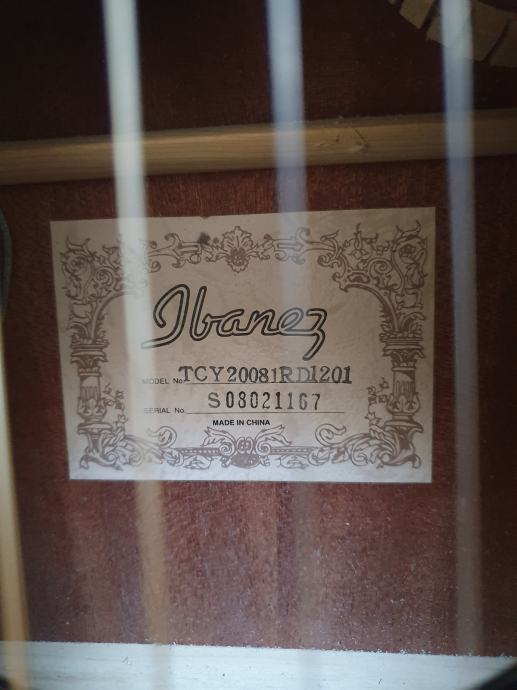 Ibanez
MODEL No. TCY20081RD1201
SERIAL No. S08021167
MADE IN CHINA